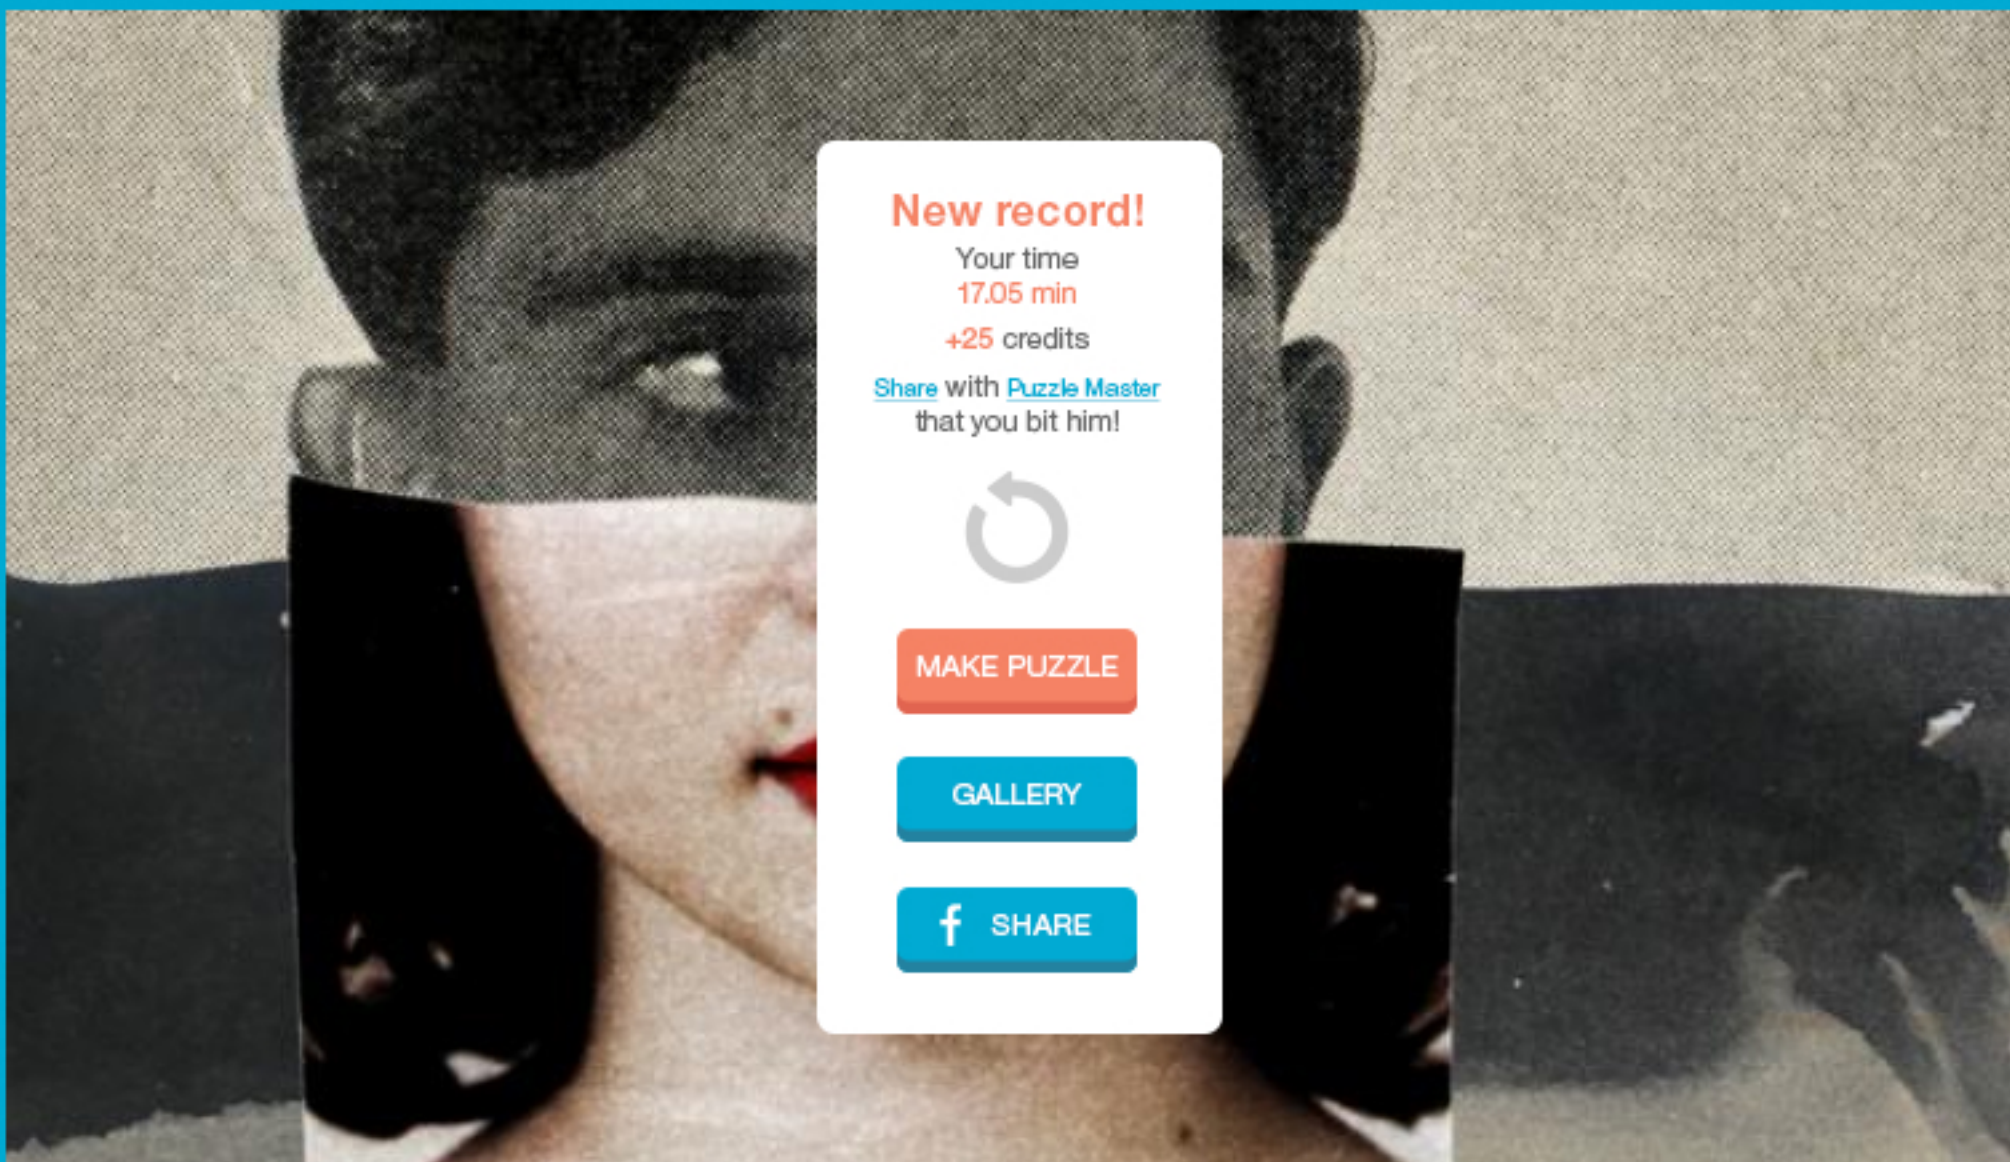 New record!
Your time
17.05 min
+25 credits
Share with Puzzle Master
that you bit him!
MAKE PUZZLE
GALLERY
f SHARE